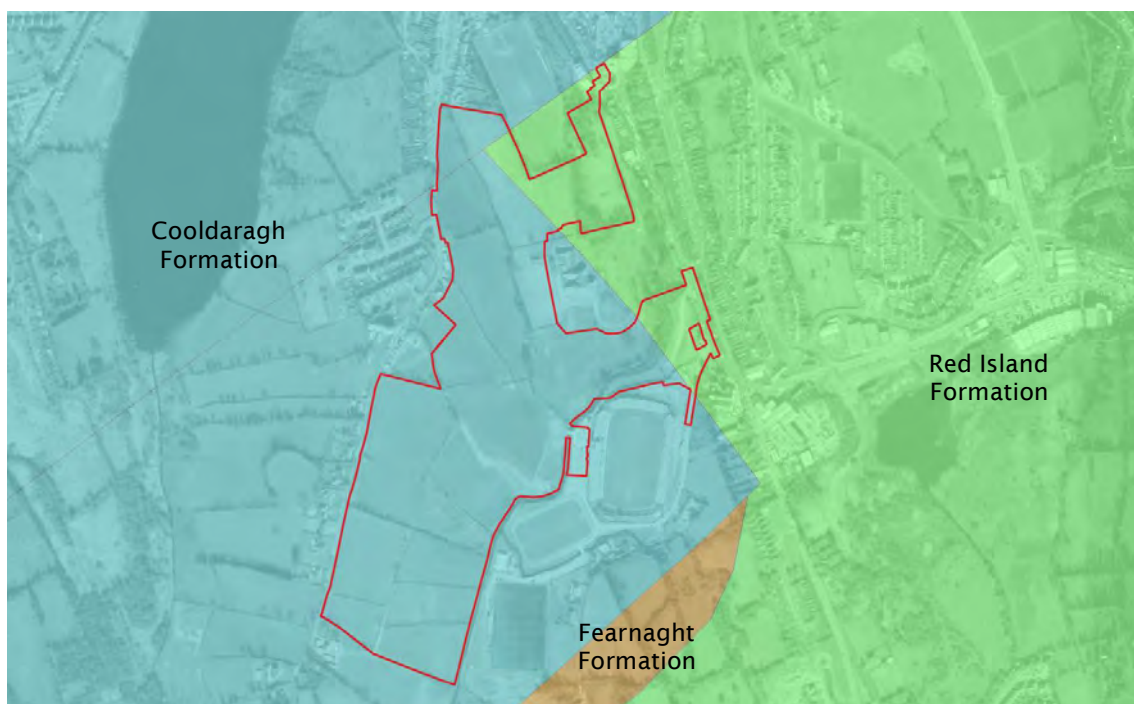 Cooldaragh
Formation
Red Island
Formation
Fearnaght
Formation